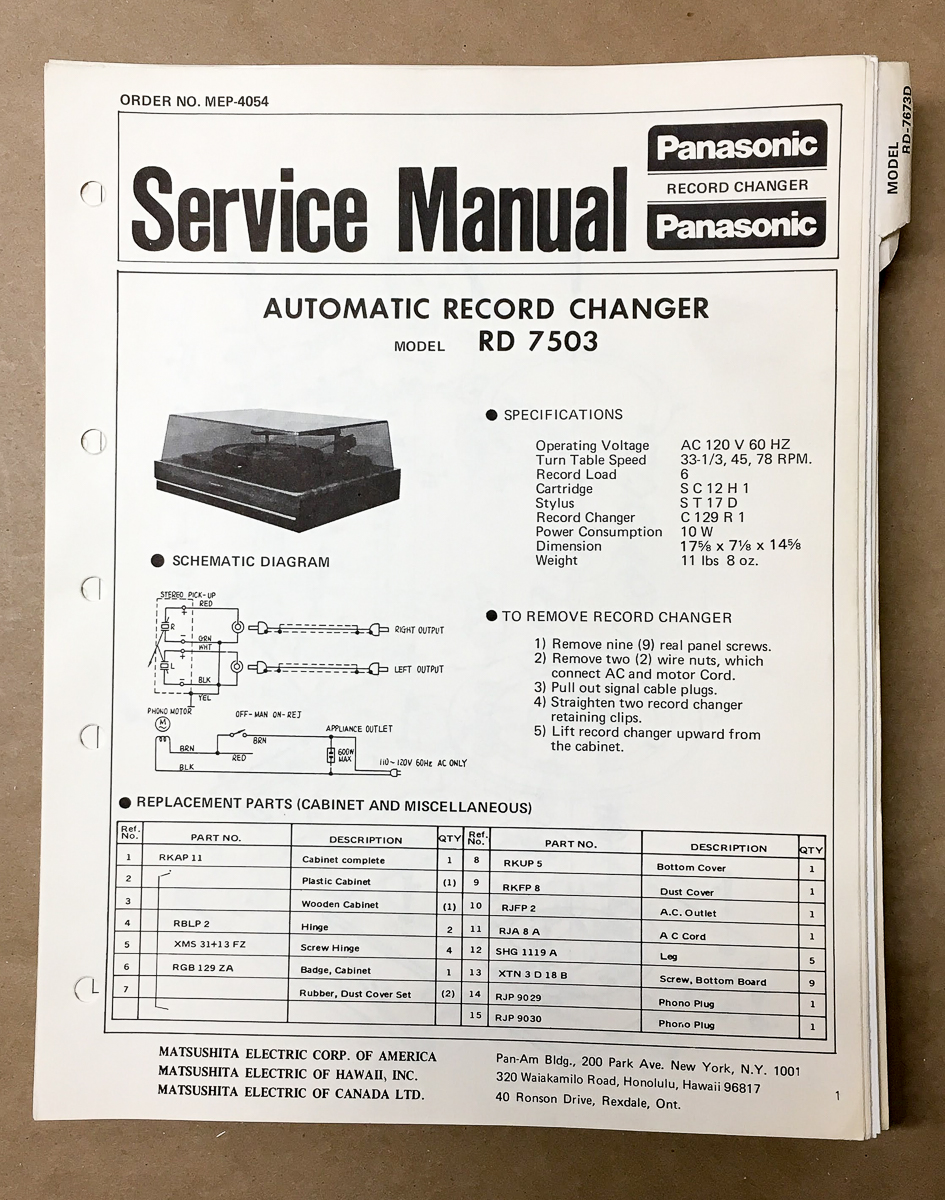 ORDER NO. MEP-4054
Service Manual
Panasonic
RECORD CHANGER
Panasonic
MODEL
RD-7673D
AUTOMATIC RECORD CHANGER
MODEL RD 7503
● SPECIFICATIONS
Operating Voltage AC 120 V 60 HZ
Turn Table Speed 33-1/3, 45, 78 RPM.
Record Load 6
Cartridge S C 12 H 1
Stylus S T 17 D
Record Changer C 129 R 1
Power Consumption 10 W
Dimension 17⅝ x 7⅛ x 14⅝
Weight 11 lbs 8 oz.
● SCHEMATIC DIAGRAM
STEREO PICK-UP
RED
R
GRN
WHT
L
BLK
YEL
RIGHT OUTPUT
LEFT OUTPUT
PHONO MOTOR
M
OFF-MAN ON-REJ
BRN
BRN
RED
BLK
APPLIANCE OUTLET
600W
MAX
110~120V 60Hz AC ONLY
● TO REMOVE RECORD CHANGER
1) Remove nine (9) real panel screws.
2) Remove two (2) wire nuts, which
connect AC and motor Cord.
3) Pull out signal cable plugs.
4) Straighten two record changer
retaining clips.
5) Lift record changer upward from
the cabinet.
● REPLACEMENT PARTS (CABINET AND MISCELLANEOUS)
Ref. No. PART NO. DESCRIPTION QTY
1 RKAP 11 Cabinet complete 1
2 Plastic Cabinet (1)
3 Wooden Cabinet (1)
4 RBLP 2 Hinge 2
5 XMS 31+13 FZ Screw Hinge 4
6 RGB 129 ZA Badge, Cabinet 1
7 Rubber, Dust Cover Set (2)
Ref. No. PART NO. DESCRIPTION QTY
8 RKUP 5 Bottom Cover 1
9 RKFP 8 Dust Cover 1
10 RJFP 2 A.C. Outlet 1
11 RJA 8 A A C Cord 1
12 SHG 1119 A Leg 5
13 XTN 3 D 18 B Screw, Bottom Board 9
14 RJP 9029 Phono Plug 1
15 RJP 9030 Phono Plug 1
MATSUSHITA ELECTRIC CORP. OF AMERICA Pan-Am Bldg., 200 Park Ave. New York, N.Y. 1001
MATSUSHITA ELECTRIC OF HAWAII, INC. 320 Waiakamilo Road, Honolulu, Hawaii 96817
MATSUSHITA ELECTRIC OF CANADA LTD. 40 Ronson Drive, Rexdale, Ont.
1